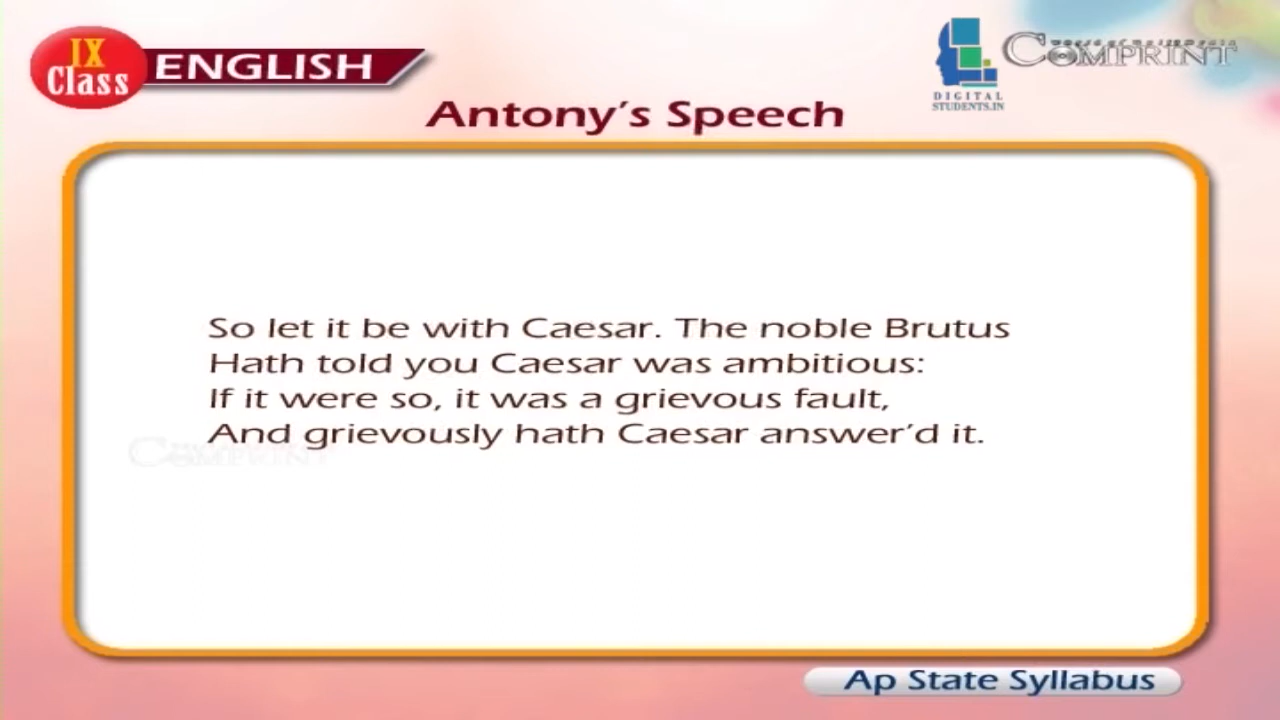 IX
Class
ENGLISH
COMPRINT
DIGITAL
STUDENTS.IN
Antony's Speech
So let it be with Caesar. The noble Brutus
Hath told you Caesar was ambitious:
If it were so, it was a grievous fault,
And grievously hath Caesar answer'd it.
COMPRINT
Ap State Syllabus